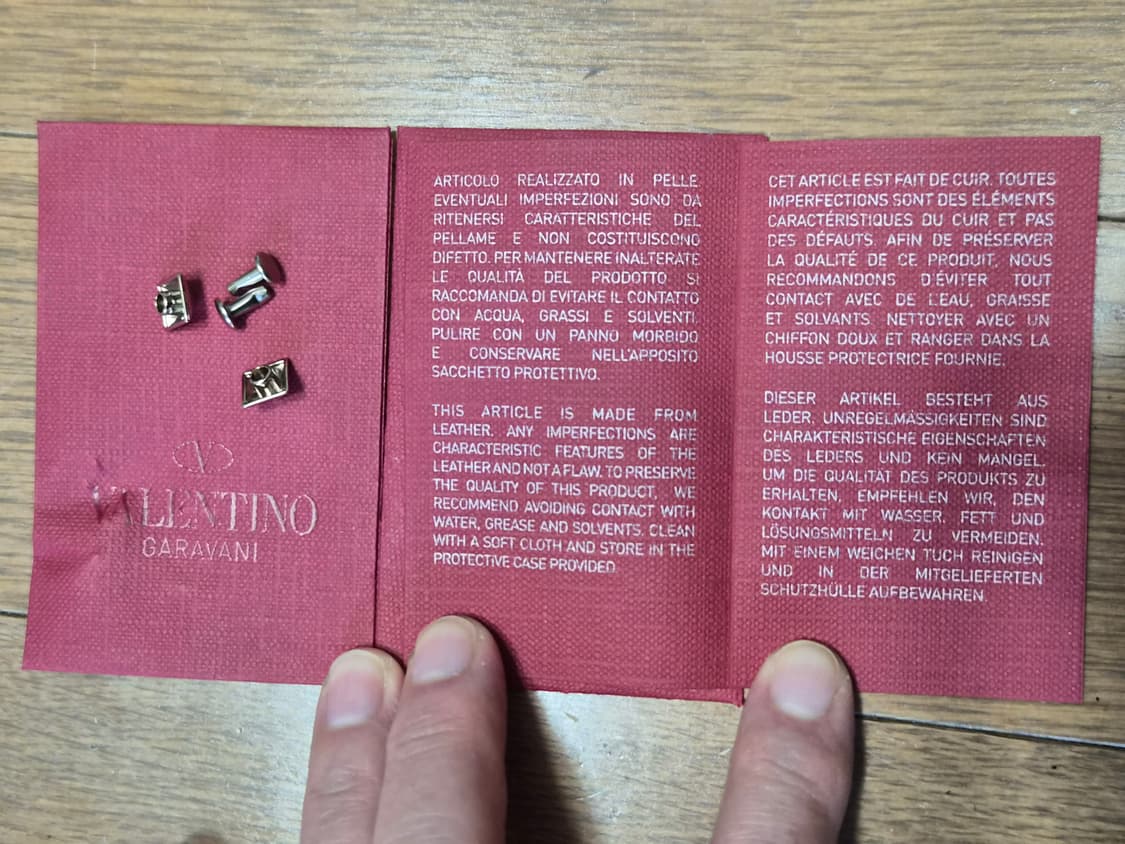 V
VALENTINO
GARAVANI
ARTICOLO REALIZZATO IN PELLE
EVENTUALI IMPERFEZIONI SONO DA
RITENERSI CARATTERISTICHE DEL
PELLAME E NON COSTITUISCONO
DIFETTO. PER MANTENERE INALTERATE
LE QUALITÀ DEL PRODOTTO SI
RACCOMANDA DI EVITARE IL CONTATTO
CON ACQUA, GRASSI E SOLVENTI.
PULIRE CON UN PANNO MORBIDO
E CONSERVARE NELL'APPOSITO
SACCHETTO PROTETTIVO.
THIS ARTICLE IS MADE FROM
LEATHER. ANY IMPERFECTIONS ARE
CHARACTERISTIC FEATURES OF THE
LEATHER AND NOT A FLAW. TO PRESERVE
THE QUALITY OF THIS PRODUCT, WE
RECOMMEND AVOIDING CONTACT WITH
WATER, GREASE AND SOLVENTS. CLEAN
WITH A SOFT CLOTH AND STORE IN THE
PROTECTIVE CASE PROVIDED.
CET ARTICLE EST FAIT DE CUIR. TOUTES
IMPERFECTIONS SONT DES ÉLÉMENTS
CARACTÉRISTIQUES DU CUIR ET PAS
DES DÉFAUTS. AFIN DE PRÉSERVER
LA QUALITÉ DE CE PRODUIT, NOUS
RECOMMANDONS D'ÉVITER TOUT
CONTACT AVEC DE L'EAU, GRAISSE
ET SOLVANTS. NETTOYER AVEC UN
CHIFFON DOUX ET RANGER DANS LA
HOUSSE PROTECTRICE FOURNIE.
DIESER ARTIKEL BESTEHT AUS
LEDER. UNREGELMÄSSIGKEITEN SIND
CHARAKTERISTISCHE EIGENSCHAFTEN
DES LEDERS UND KEIN MANGEL.
UM DIE QUALITÄT DES PRODUKTS ZU
ERHALTEN, EMPFEHLEN WIR, DEN
KONTAKT MIT WASSER, FETT UND
LÖSUNGSMITTELN ZU VERMEIDEN.
MIT EINEM WEICHEN TUCH REINIGEN
UND IN DER MITGELIEFERTEN
SCHUTZHÜLLE AUFBEWAHREN.